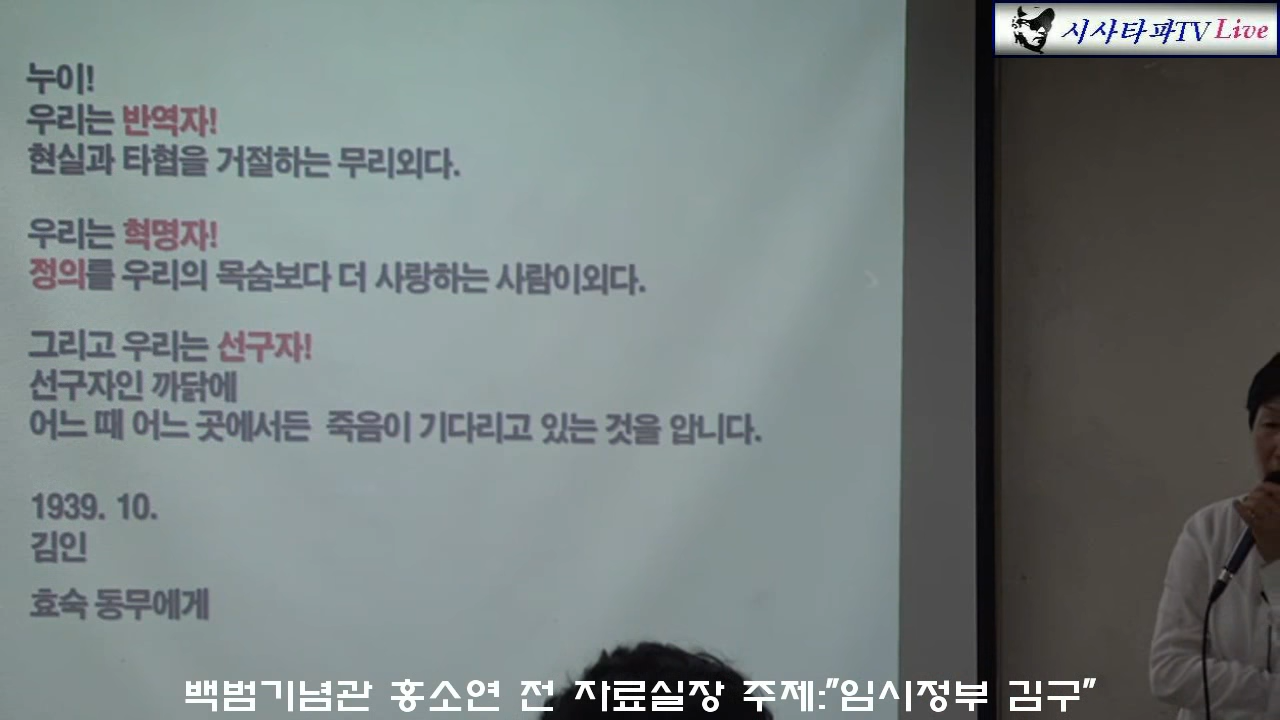 시사타파TV Live
누이!
우리는 반역자!
현실과 타협을 거절하는 무리외다.
우리는 혁명자!
정의를 우리의 목숨보다 더 사랑하는 사람이외다.
그리고 우리는 선구자!
선구자인 까닭에
어느 때 어느 곳에서든 죽음이 기다리고 있는 것을 압니다.
1939. 10.
김인
효숙 동무에게
백범기념관 홍소연 전 자료실장 주제:"임시정부 김구"